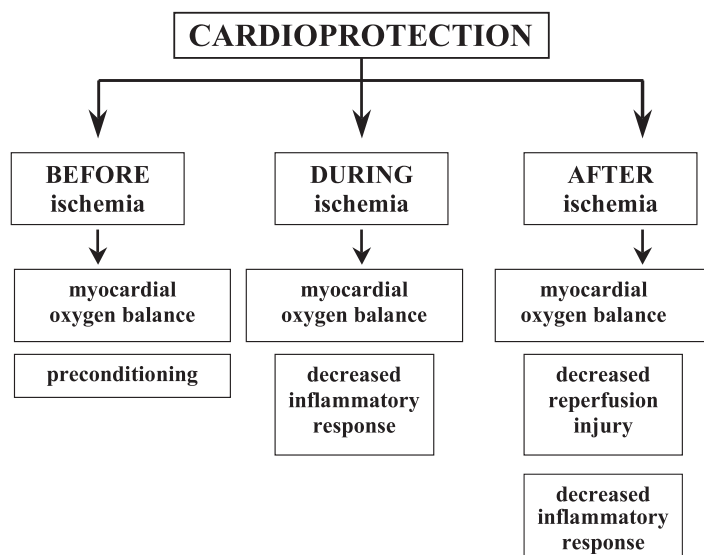 CARDIOPROTECTION
BEFORE
ischemia
myocardial
oxygen balance
preconditioning
DURING
ischemia
myocardial
oxygen balance
decreased
inflammatory
response
AFTER
ischemia
myocardial
oxygen balance
decreased
reperfusion
injury
decreased
inflammatory
response